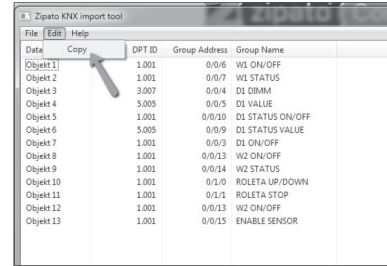 zipato Co
Zipato KNX import tool
File Edit Help
Data Copy DPT ID Group Address Group Name
Objekt 1 1.001 0/0/6 W1 ON/OFF
Objekt 2 1.001 0/0/7 W1 STATUS
Objekt 3 3.007 0/0/4 D1 DIMM
Objekt 4 5.005 0/0/5 D1 VALUE
Objekt 5 1.001 0/0/10 D1 STATUS ON/OFF
Objekt 6 5.005 0/0/9 D1 STATUS VALUE
Objekt 7 1.001 0/0/3 D1 ON/OFF
Objekt 8 1.001 0/0/13 W2 ON/OFF
Objekt 9 1.001 0/0/14 W2 STATUS
Objekt 10 1.001 0/1/0 ROLETA UP/DOWN
Objekt 11 1.001 0/1/1 ROLETA STOP
Objekt 12 1.001 0/0/13 W2 ON/OFF
Objekt 13 1.001 0/0/15 ENABLE SENSOR